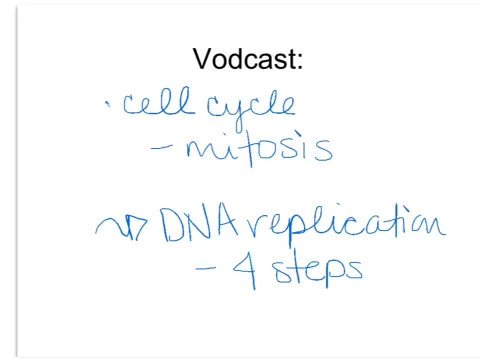 Vodcast:
· cell cycle
- mitosis
DNA replication
- 4 steps